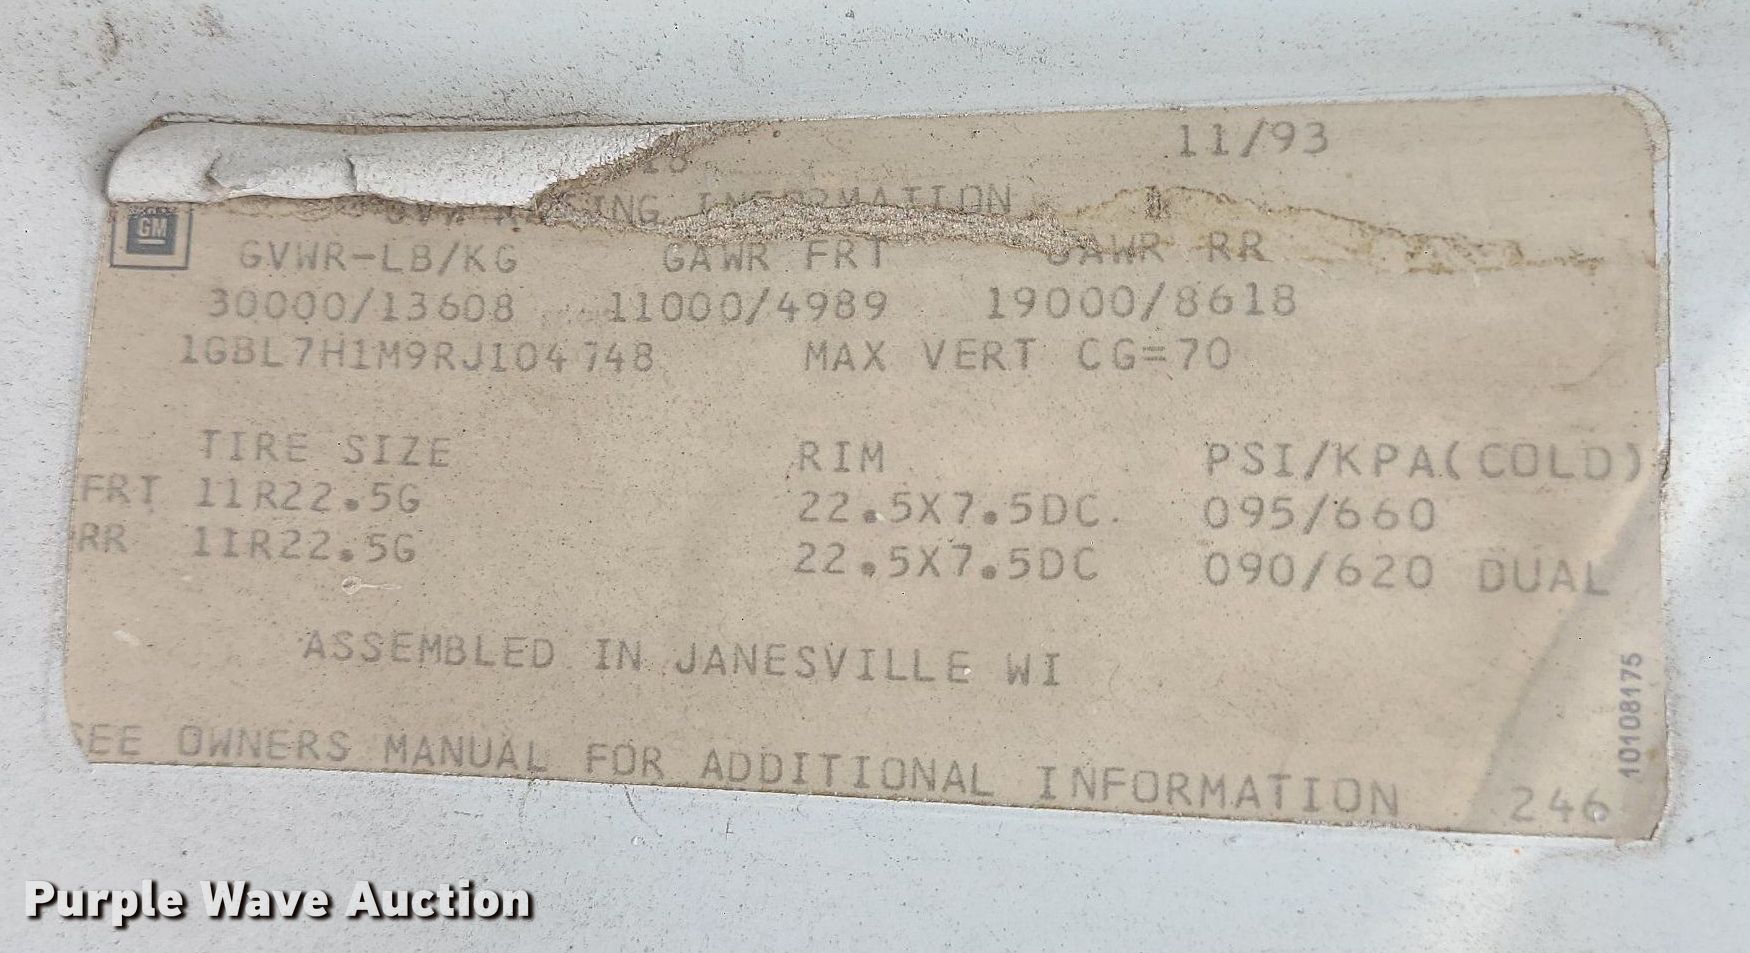 11/93
INFORMATION
GM
GVWR-LB/KG GAWR FRT GAWR RR
30000/13608 11000/4989 19000/8618
1GBL7H1M9RJ104748 MAX VERT CG=70
TIRE SIZE RIM PSI/KPA(COLD)
FRT 11R22.5G 22.5X7.5DC 095/660
RR 11R22.5G 22.5X7.5DC 090/620 DUAL
ASSEMBLED IN JANESVILLE WI
SEE OWNERS MANUAL FOR ADDITIONAL INFORMATION 246
10108175
Purple Wave Auction